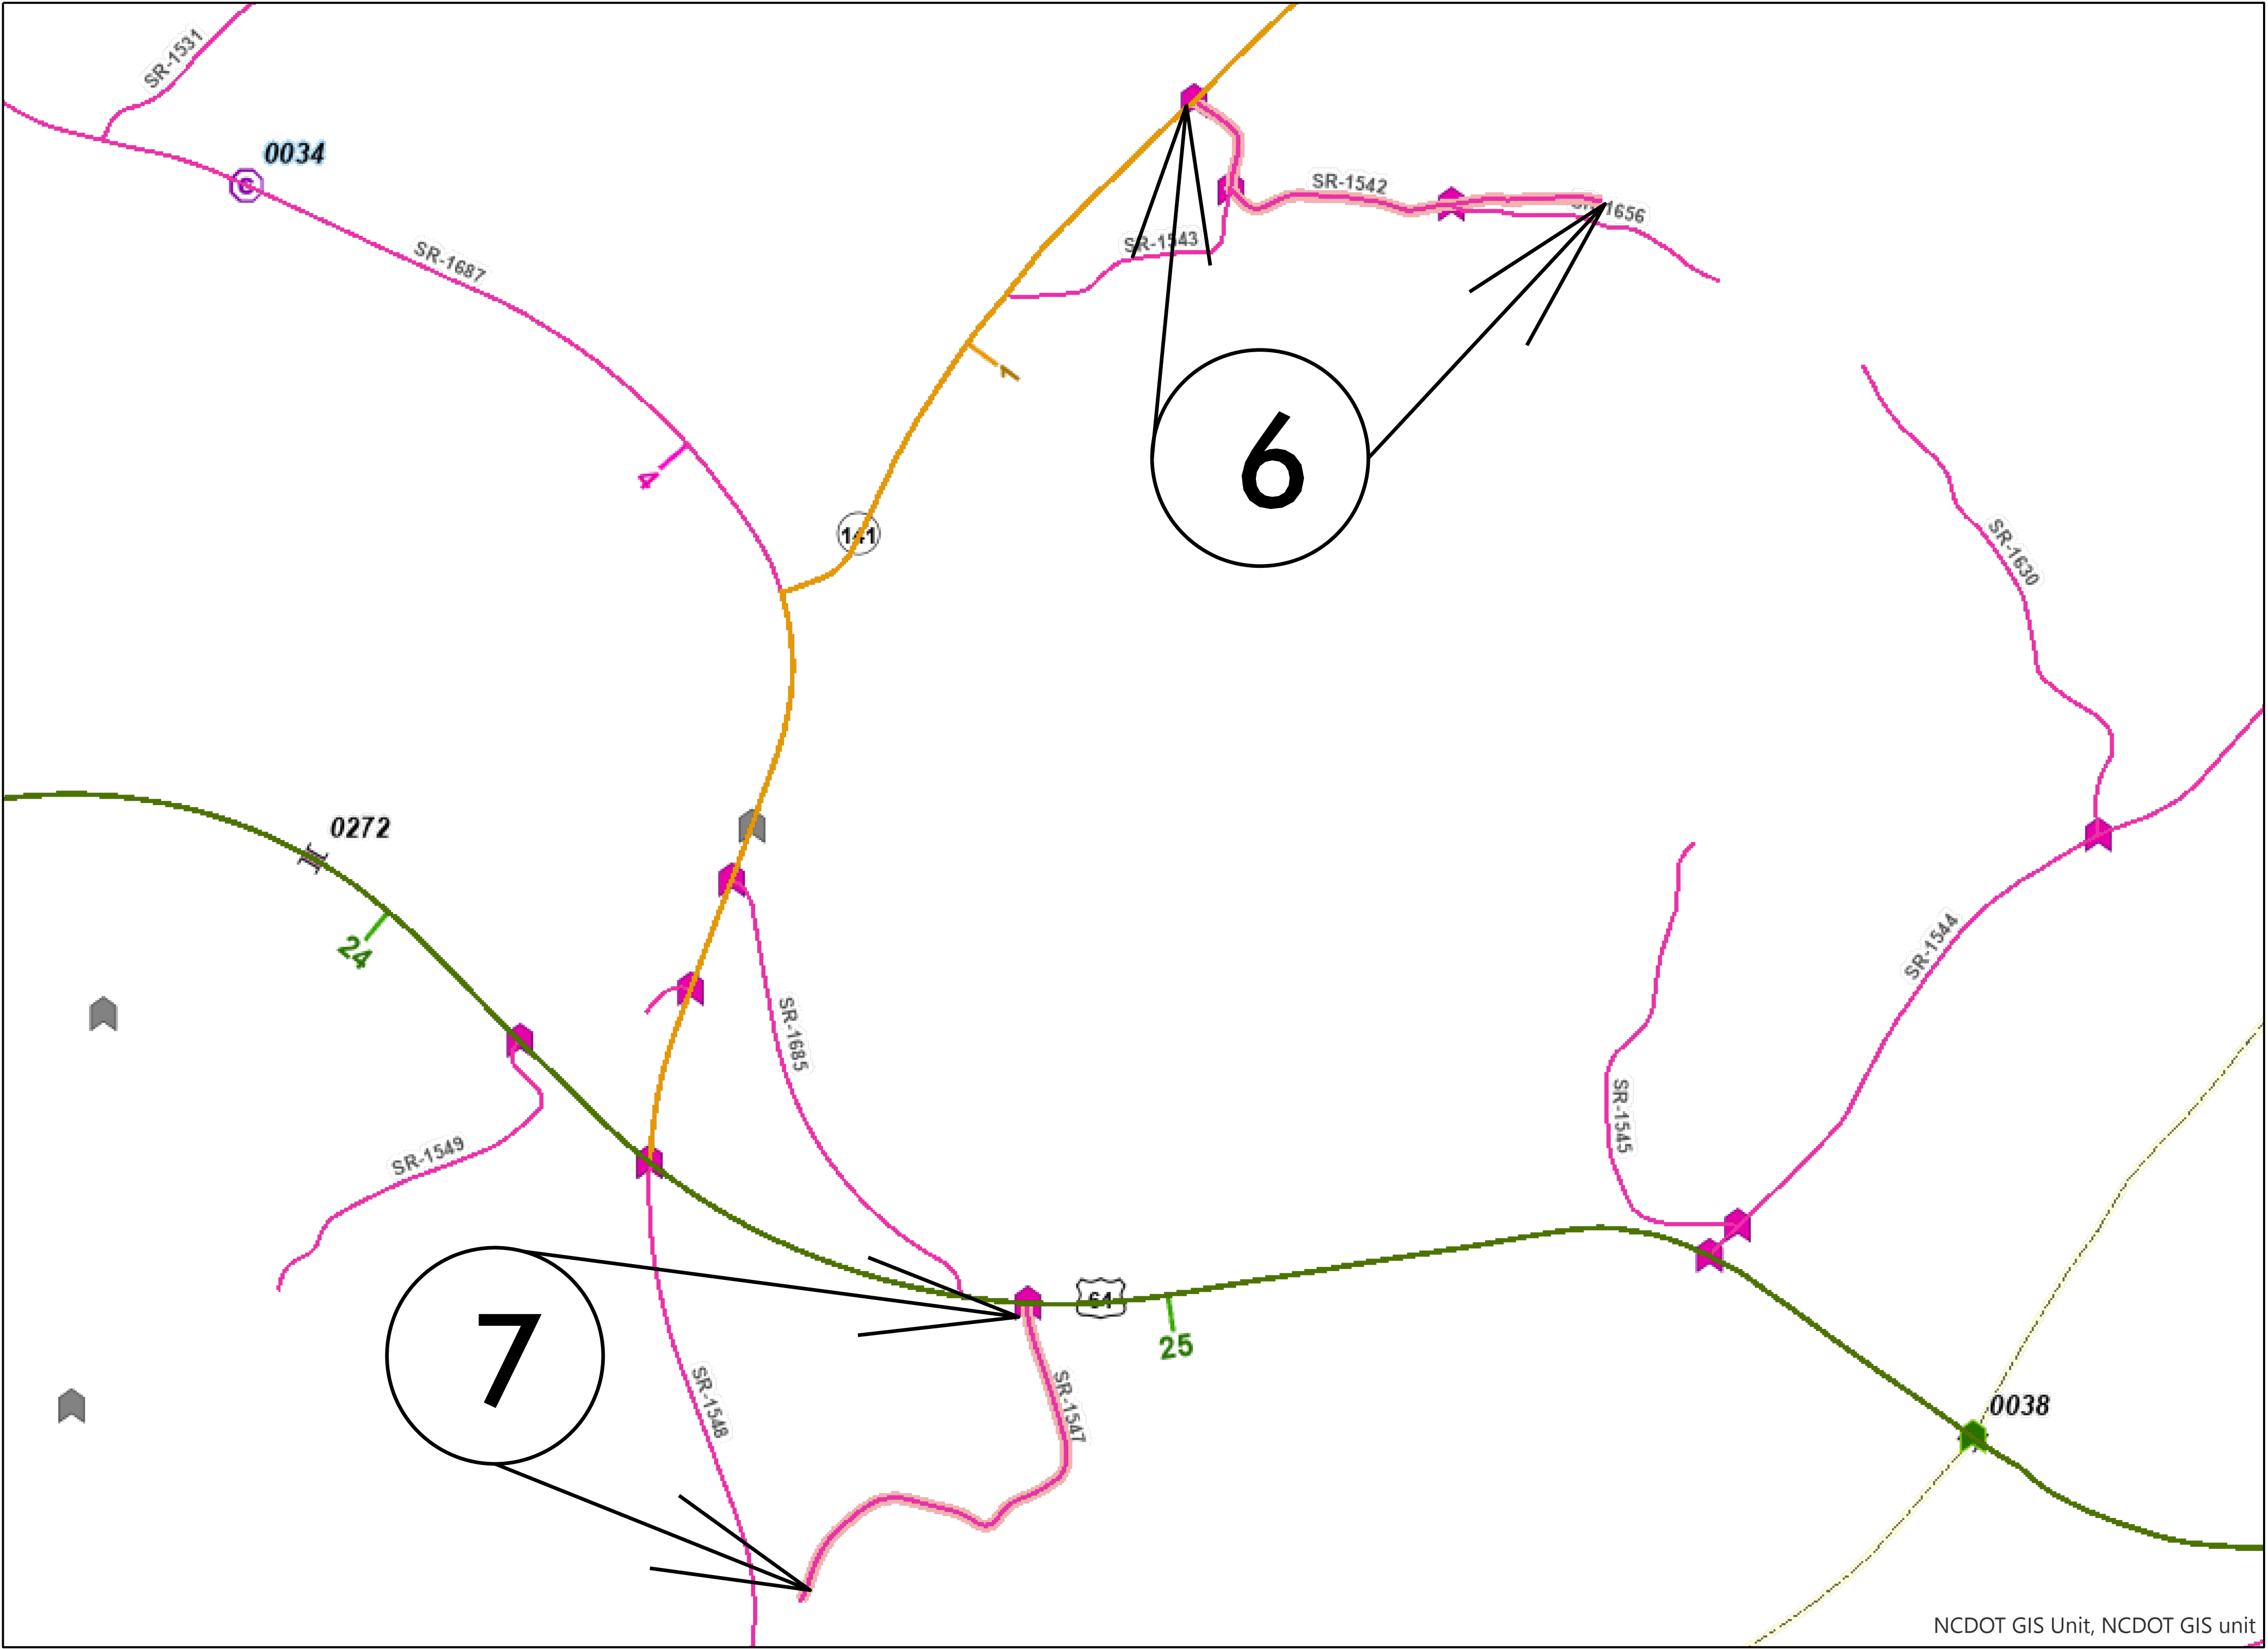 SR-1531
0034
C
SR-1687
SR-1542
SR-1656
SR-1543
1
4
6
141
SR-1630
0272
24
SR-1544
SR-1685
SR-1545
SR-1549
64
25
7
SR-1548
SR-1547
0038
NCDOT GIS Unit, NCDOT GIS unit